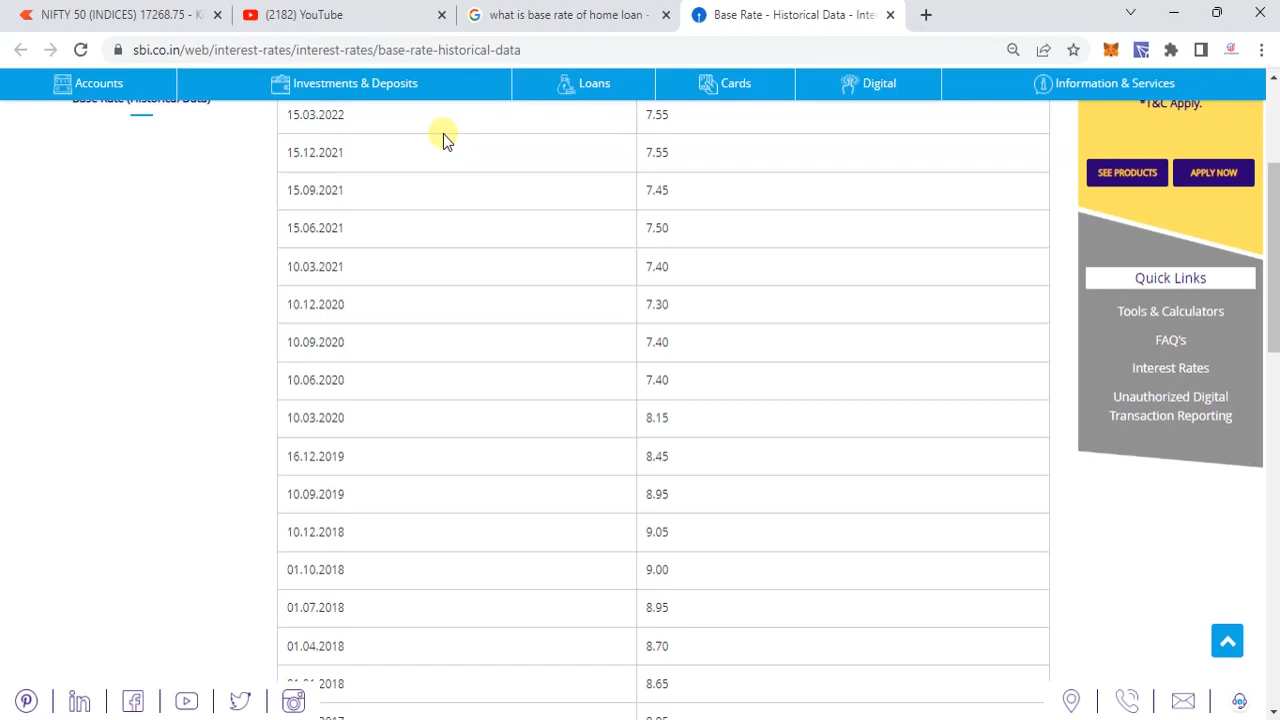 NIFTY 50 (INDICES) 17268.75 - K
(2182) YouTube
what is base rate of home loan -
Base Rate - Historical Data - Inte
sbi.co.in/web/interest-rates/interest-rates/base-rate-historical-data
Accounts
Investments & Deposits
Loans
Cards
Digital
Information & Services
Base Rate (Historical Data)
*T&C Apply.
15.03.2022 7.55
15.12.2021 7.55
SEE PRODUCTS
APPLY NOW
15.09.2021 7.45
15.06.2021 7.50
10.03.2021 7.40
Quick Links
10.12.2020 7.30
Tools & Calculators
10.09.2020 7.40
FAQ's
Interest Rates
10.06.2020 7.40
Unauthorized Digital
Transaction Reporting
10.03.2020 8.15
16.12.2019 8.45
10.09.2019 8.95
10.12.2018 9.05
01.10.2018 9.00
01.07.2018 8.95
01.04.2018 8.70
2018 8.65